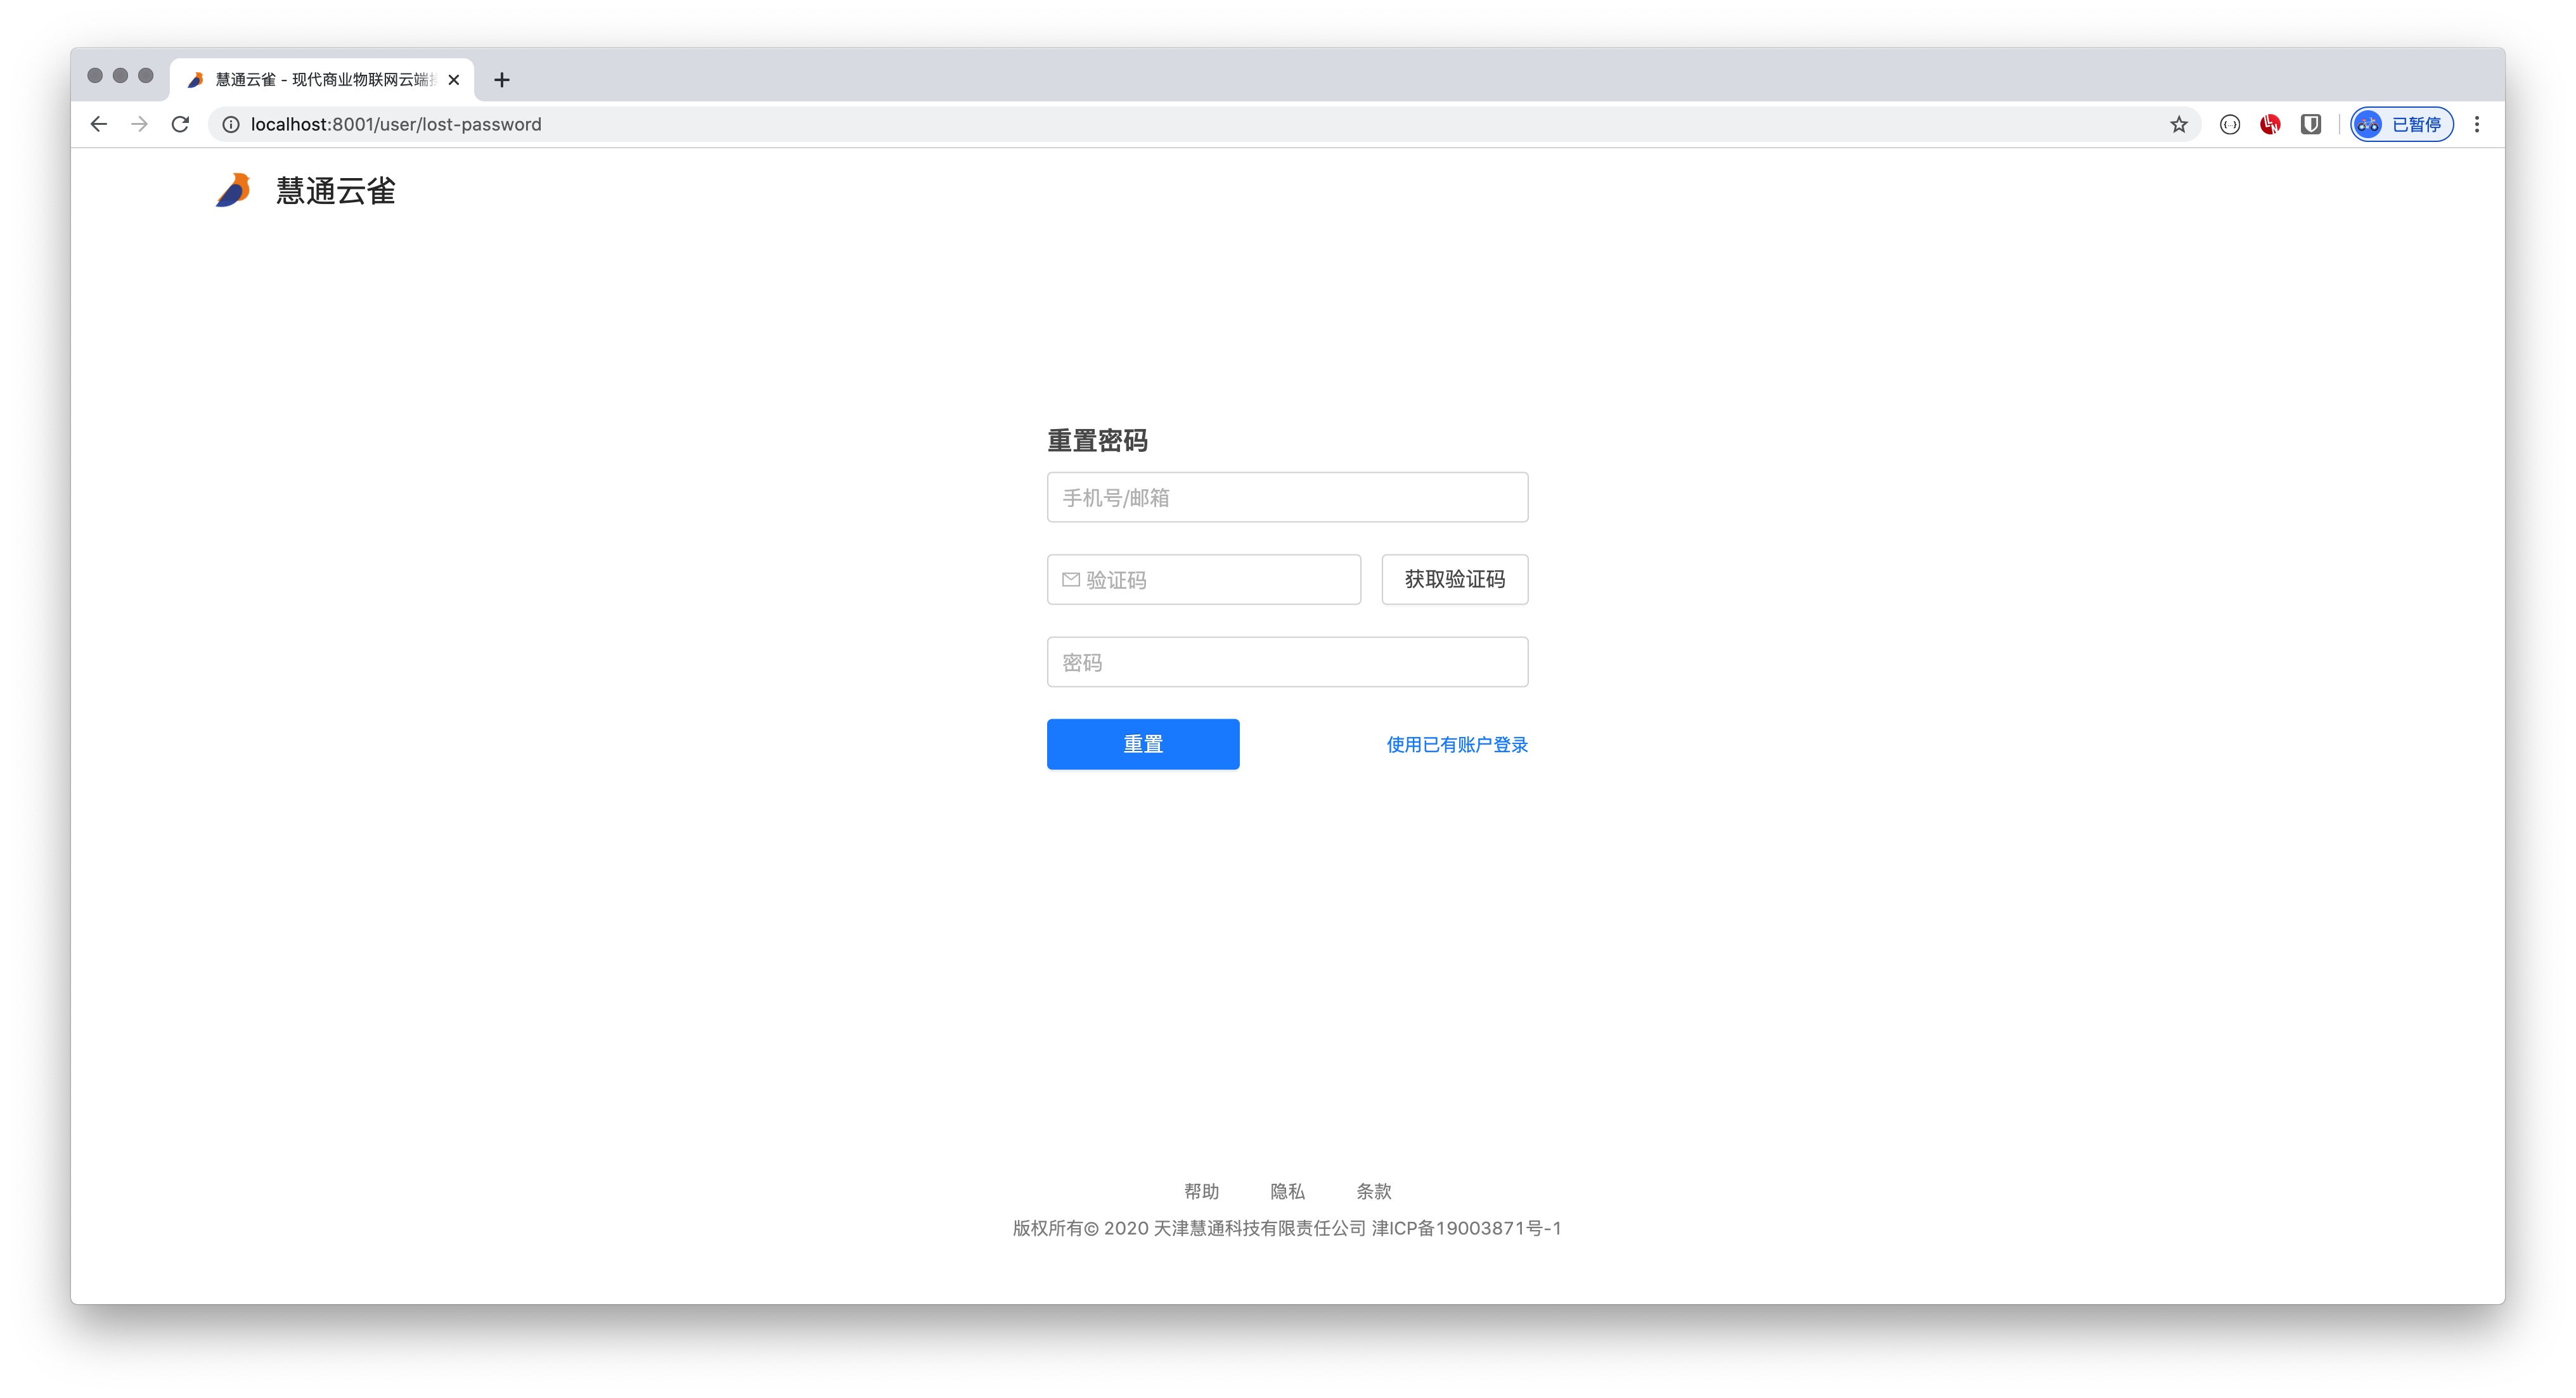 慧通云雀 - 现代商业物联网云端
localhost:8001/user/lost-password
已暂停
慧通云雀
重置密码
手机号/邮箱
验证码 获取验证码
密码
重置 使用已有账户登录
帮助 隐私 条款
版权所有© 2020 天津慧通科技有限责任公司 津ICP备19003871号-1